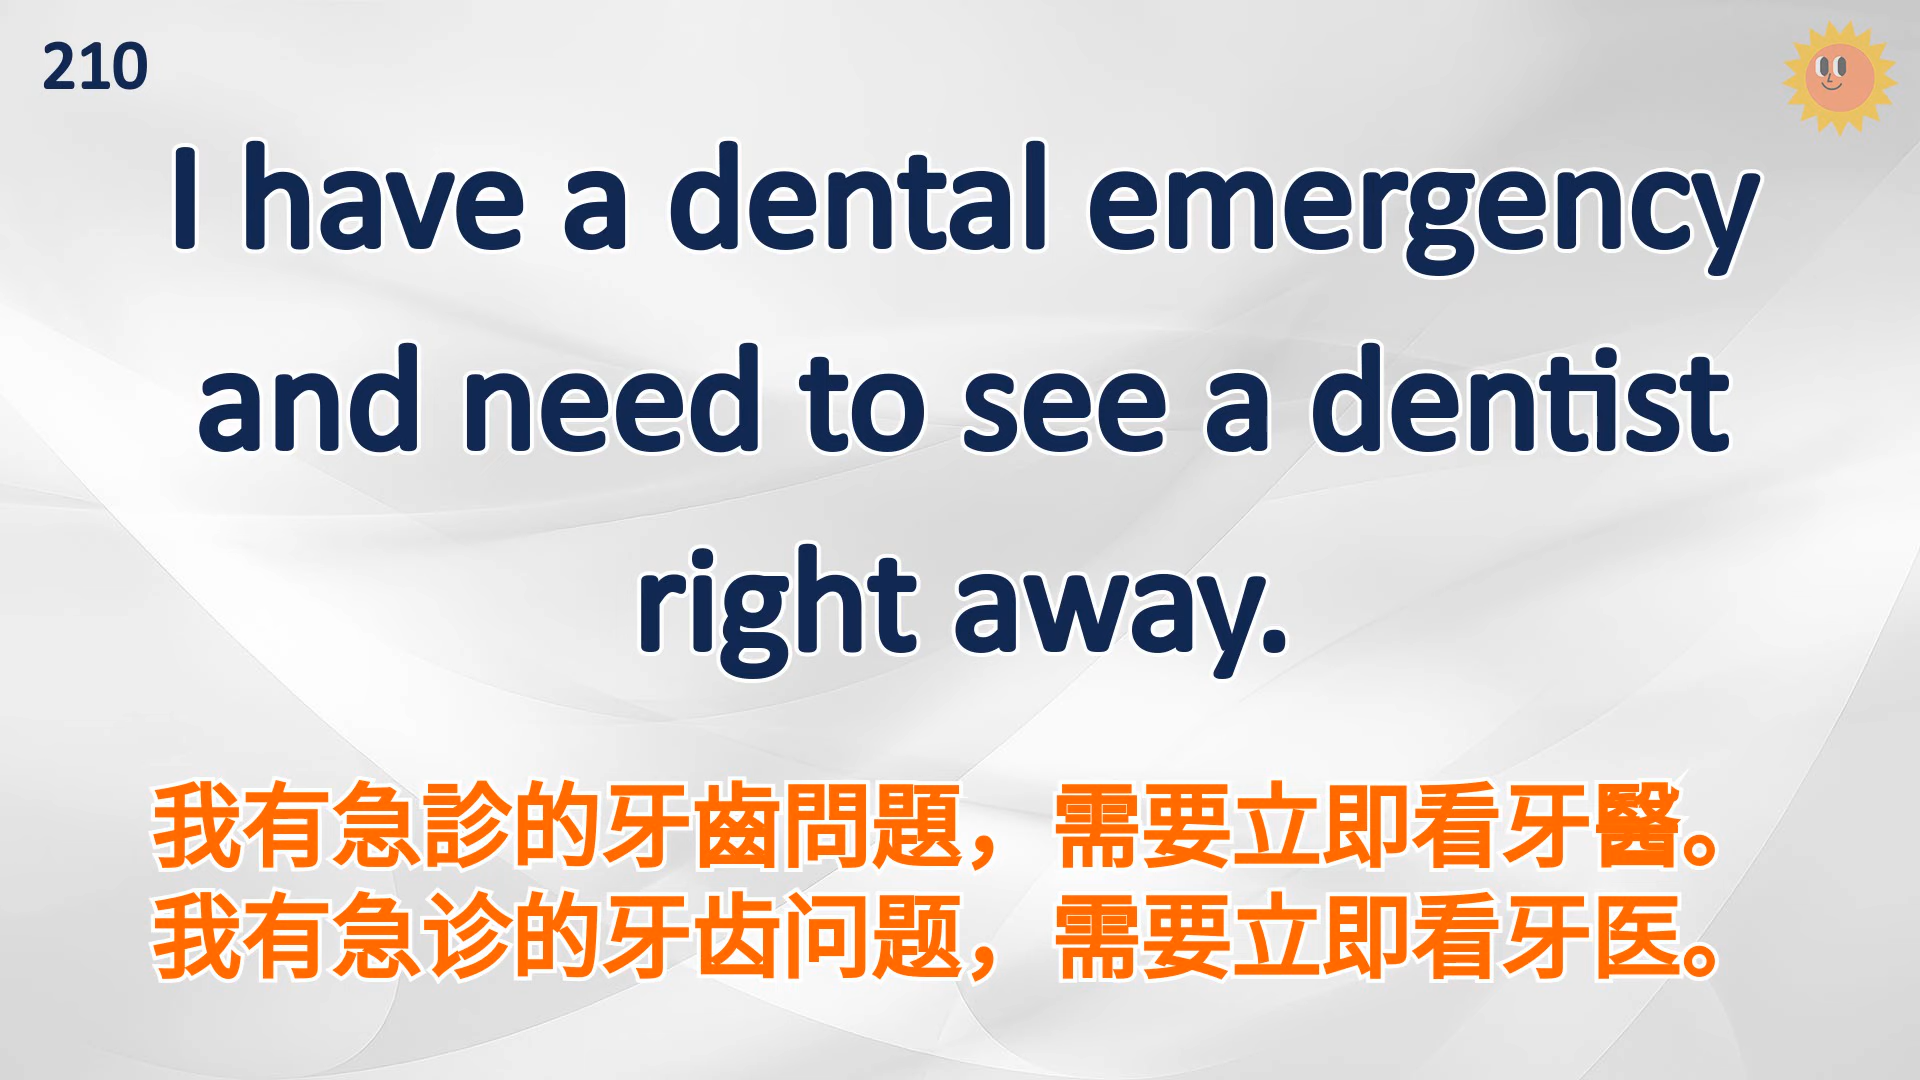 210
I have a dental emergency
and need to see a dentist
right away.
我有急診的牙齒問題，需要立即看牙醫。
我有急诊的牙齿问题，需要立即看牙医。